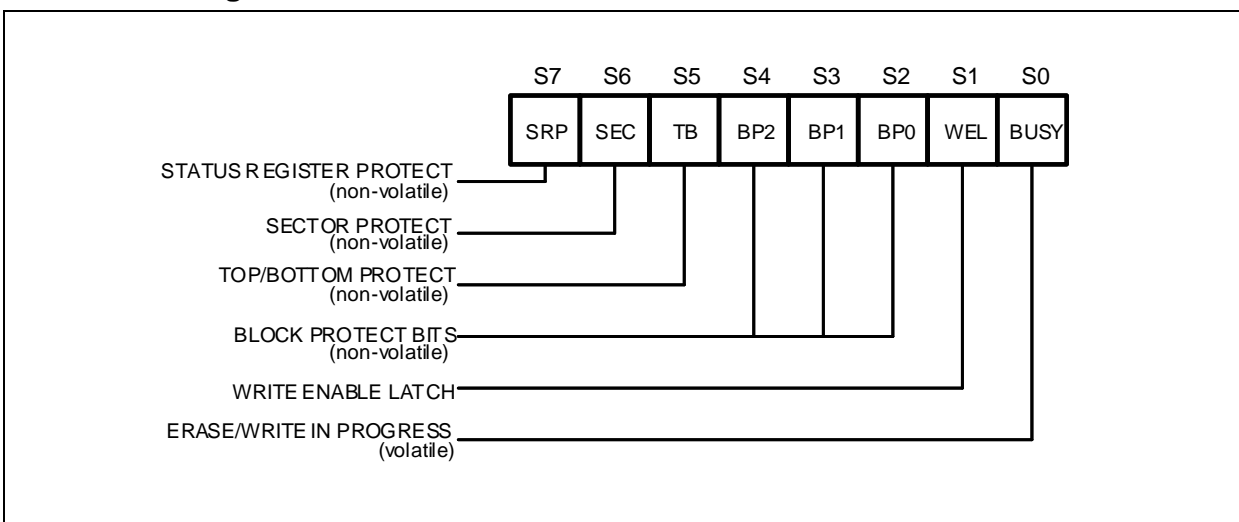 S7 S6 S5 S4 S3 S2 S1 S0
SRP SEC TB BP2 BP1 BP0 WEL BUSY
STATUS REGISTER PROTECT
(non-volatile)
SECTOR PROTECT
(non-volatile)
TOP/BOTTOM PROTECT
(non-volatile)
BLOCK PROTECT BITS
(non-volatile)
WRITE ENABLE LATCH
ERASE/WRITE IN PROGRESS
(volatile)